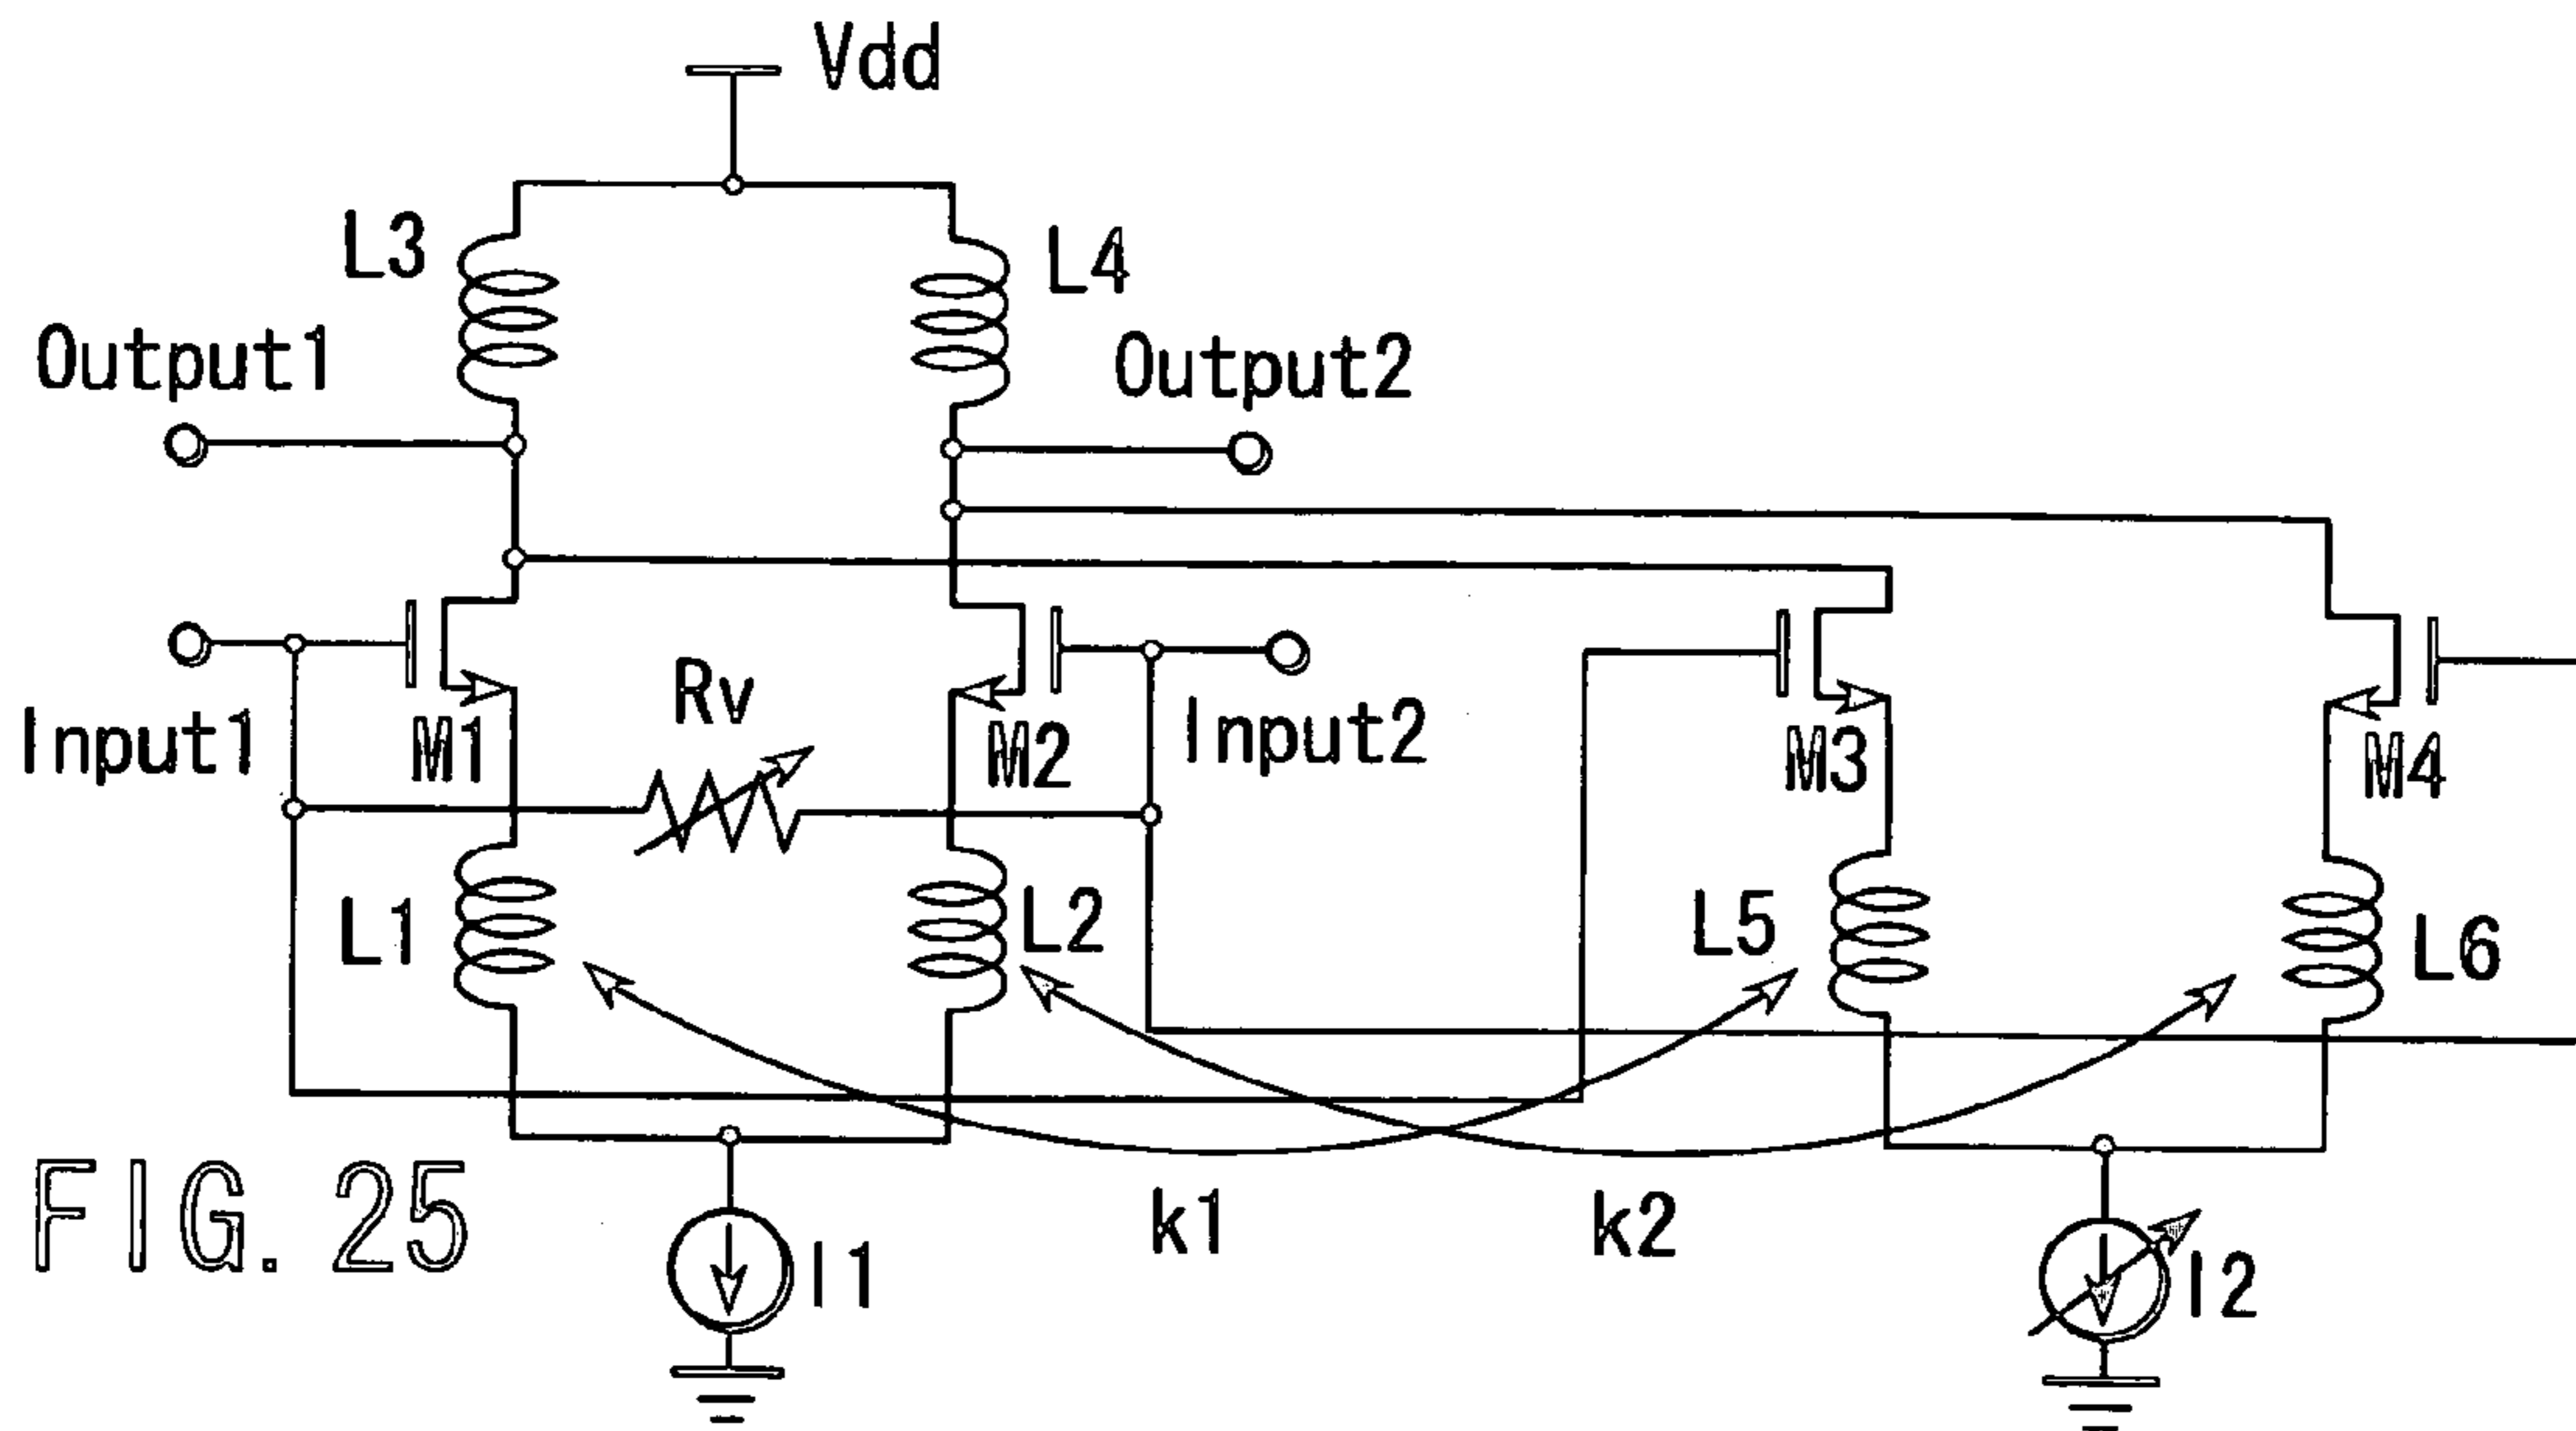 Vdd
L3
L4
Output1
Output2
Input1
M1
Rv
M2
Input2
M3
M4
L1
L2
L5
L6
FIG. 25
I1
k1
k2
I2